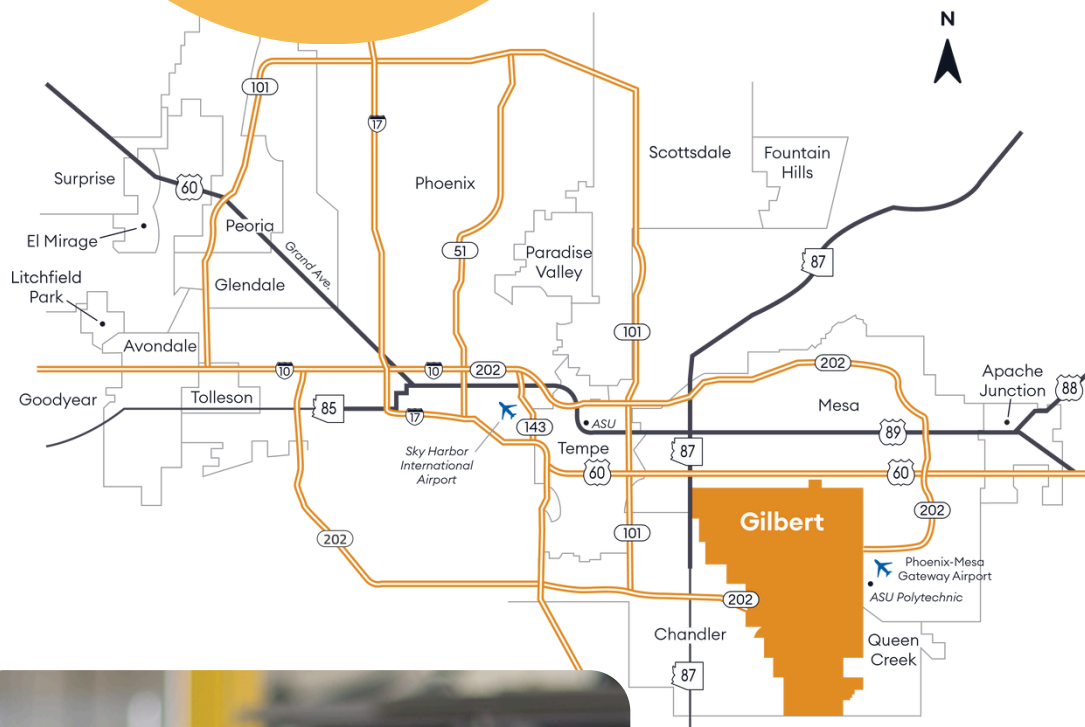 N
101
17
Scottsdale
Fountain
Hills
Surprise
60
Phoenix
El Mirage
Peoria
Grand Ave.
51
Paradise
Valley
87
Litchfield
Park
Glendale
101
Avondale
10
10
202
202
Mesa
Apache
Junction
88
Goodyear
Tolleson
85
17
143
ASU
89
Sky Harbor
International
Airport
Tempe
87
60
60
Gilbert
202
202
101
Phoenix-Mesa
Gateway Airport
ASU Polytechnic
202
Chandler
Queen
Creek
87